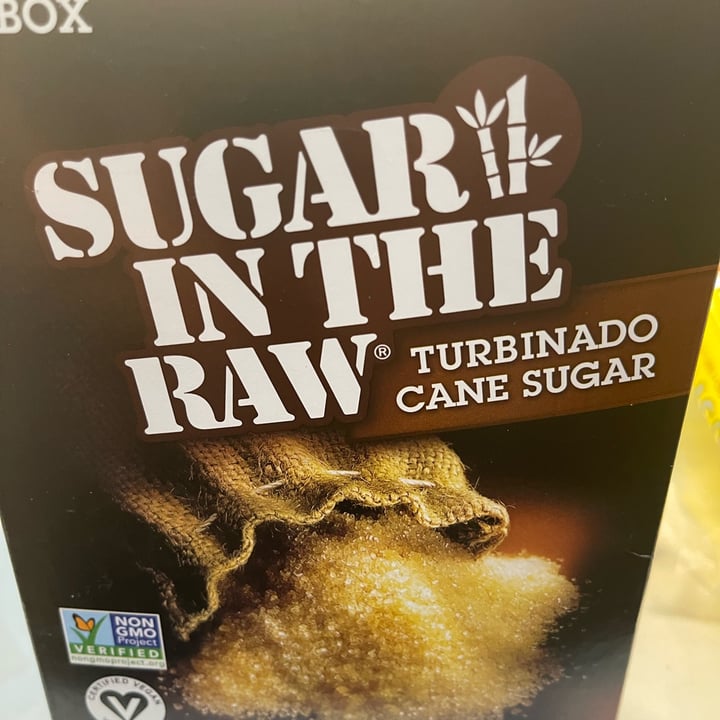 BOX
SUGAR
IN THE
RAW®
TURBINADO
CANE SUGAR
NON
GMO
Project
VERIFIED
nongmoproject.org
CERTIFIED VEGAN